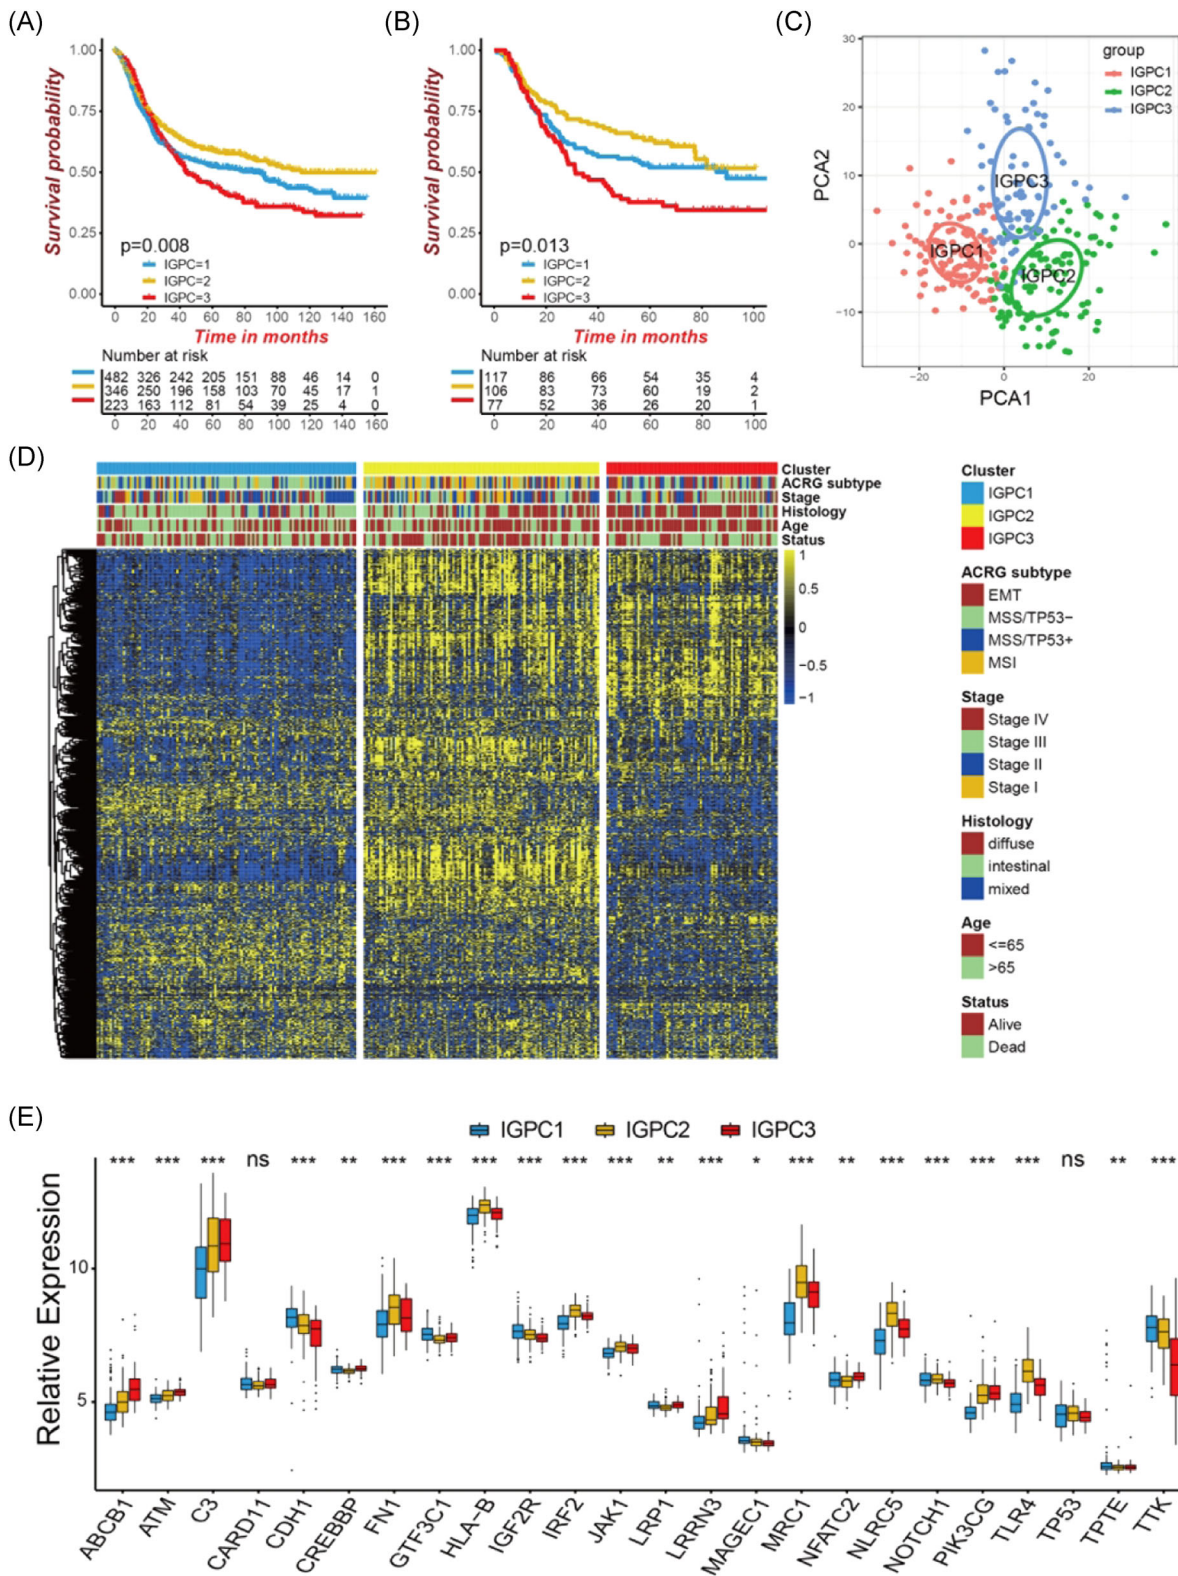 (A)
Survival probability
1.00
0.75
0.50
0.25
0.00
p=0.008
IGPC=1
IGPC=2
IGPC=3
0 20 40 60 80 100 120 140 160
Time in months
Number at risk
482 326 242 205 151 88 46 14 0
346 250 196 158 103 70 45 17 1
223 163 112 81 54 39 25 4 0
0 20 40 60 80 100 120 140 160
(B)
Survival probability
1.00
0.75
0.50
0.25
0.00
p=0.013
IGPC=1
IGPC=2
IGPC=3
0 20 40 60 80 100
Time in months
Number at risk
117 86 66 54 35 4
106 83 73 60 19 2
77 52 36 26 20 1
0 20 40 60 80 100
(C)
PCA2
30
20
10
0
−10
group
IGPC1
IGPC2
IGPC3
IGPC3
IGPC1
IGPC2
−20 0 20
PCA1
(D)
Cluster
ACRG subtype
Stage
Histology
Age
Status
1
0.5
0
−0.5
−1
Cluster
IGPC1
IGPC2
IGPC3
ACRG subtype
EMT
MSS/TP53−
MSS/TP53+
MSI
Stage
Stage IV
Stage III
Stage II
Stage I
Histology
diffuse
intestinal
mixed
Age
<=65
>65
Status
Alive
Dead
(E)
IGPC1 IGPC2 IGPC3
*** *** *** ns *** ** *** *** *** *** *** *** ** *** * *** ** *** *** *** *** ns ** ***
Relative Expression
10
5
ABCB1 ATM C3 CARD11 CDH1 CREBBP FN1 GTF3C1 HLA−B IGF2R IRF2 JAK1 LRP1 LRRN3 MAGEC1 MRC1 NFATC2 NLRC5 NOTCH1 PIK3CG TLR4 TP53 TPTE TTK